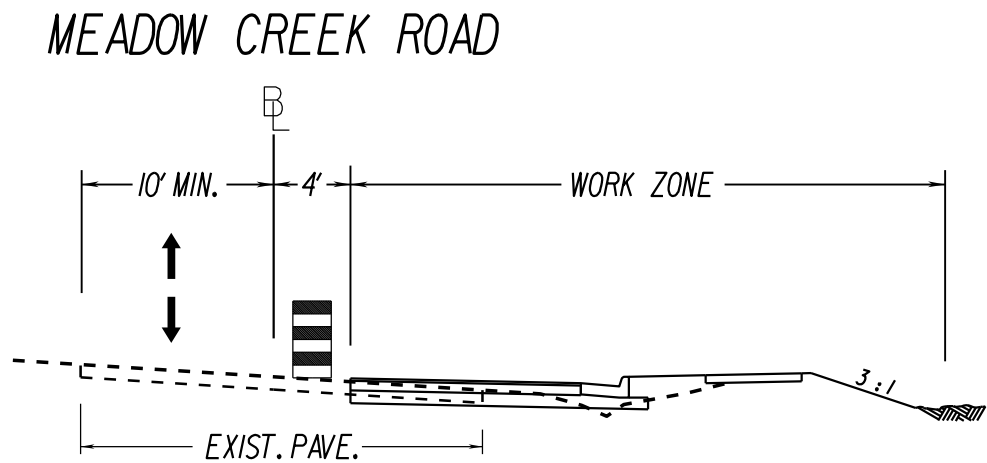 MEADOW CREEK ROAD
BL
10' MIN.
4'
WORK ZONE
3:1
EXIST. PAVE.